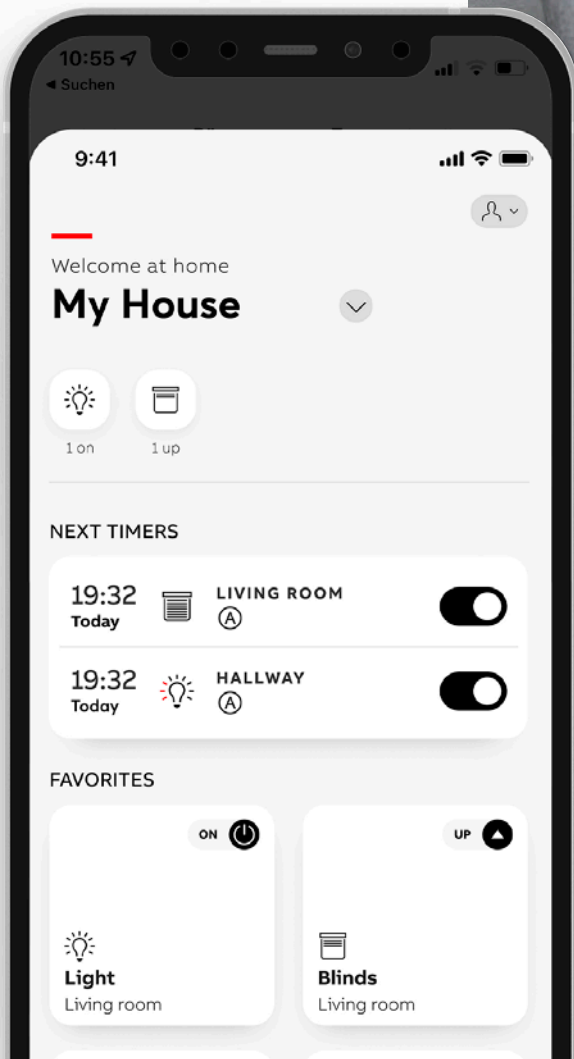 10:55
◀ Suchen
9:41
Welcome at home
My House
1 on
1 up
NEXT TIMERS
19:32
Today
LIVING ROOM
A
19:32
Today
HALLWAY
A
FAVORITES
ON
UP
Light
Living room
Blinds
Living room